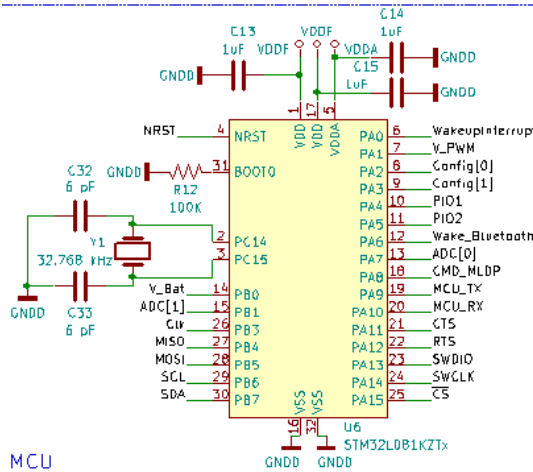 C13
1uF
VDDF
VDDF
C14
1uF
VDDA
GNDD
GNDD
C15
1uF
GNDD
1
17
5
VDD
VDD
VDDA
NRST 4 NRST
PA0 6 WakeupInterrupt
PA1 7 V_PWM
GNDD 31 BOOT0
R12
100K
PA2 8 Config[0]
PA3 9 Config[1]
PA4 10 PIO1
PA5 11 PIO2
C32
6 pF
Y1
32.768 kHz
2 PC14
3 PC15
PA6 12 Wake_Bluetooth
PA7 13 ADC[0]
PA8 18 CMD_MLDP
GNDD
C33
6 pF
V_Bat 14 PB0
PA9 19 MCU_TX
ADC[1] 15 PB1
PA10 20 MCU_RX
Clk 26 PB3
PA11 21 CTS
MISO 27 PB4
PA12 22 RTS
MOSI 28 PB5
PA13 23 SWDIO
SCL 29 PB6
PA14 24 SWCLK
SDA 30 PB7
PA15 25 CS
VSS
VSS
16
32
U6
STM32L081KZTx
GNDD
GNDD
MCU